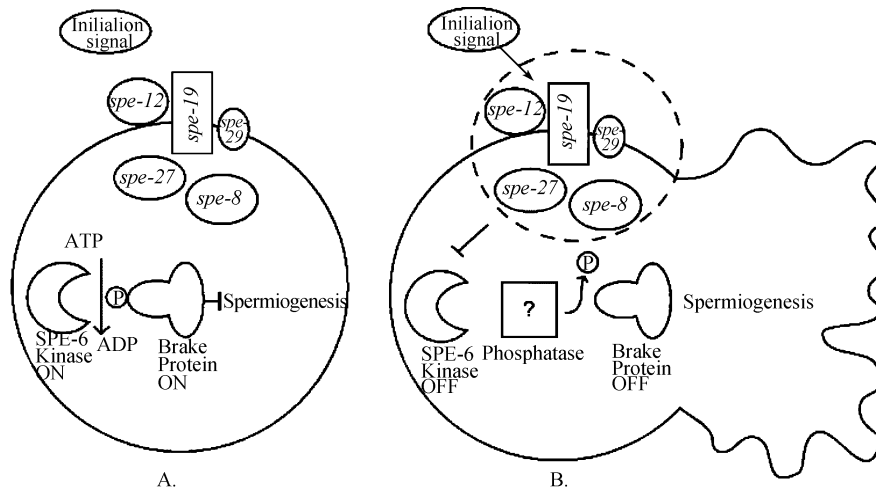 Inilialion
signal
spe-12
spe-19
spe-
29
spe-27
spe-8
ATP
P
Spermiogenesis
SPE-6
Kinase
ON
ADP
Brake
Protein
ON
A.
Inilialion
signal
spe-12
spe-19
spe-
29
spe-27
spe-8
P
?
Spermiogenesis
SPE-6
Kinase
OFF
Phosphatase
Brake
Protein
OFF
B.